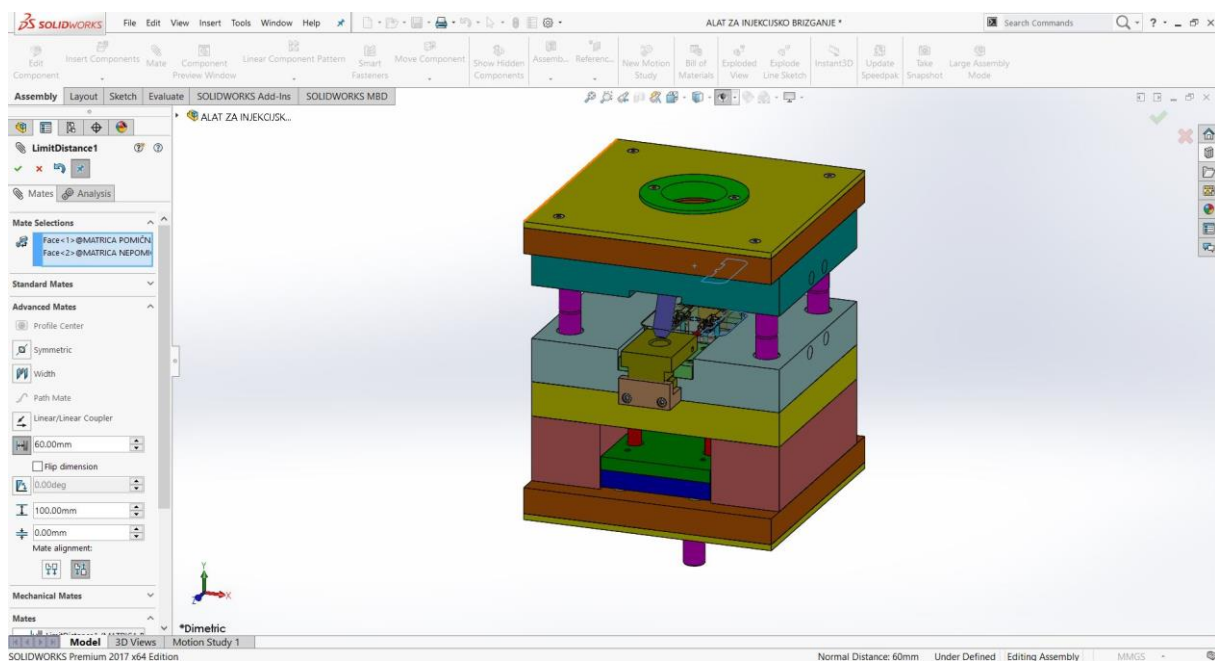 SOLIDWORKS File Edit View Insert Tools Window Help ALAT ZA INJEKCIJSKO BRIZGANJE * Search Commands
Edit Component
Insert Components
Mate
Component Preview Window
Linear Component Pattern
Smart Fasteners
Move Component
Show Hidden Components
Assemb...
Referenc...
New Motion Study
Bill of Materials
Exploded View
Explode Line Sketch
Instant3D
Update Speedpak
Take Snapshot
Large Assembly Mode
Assembly Layout Sketch Evaluate SOLIDWORKS Add-Ins SOLIDWORKS MBD
ALAT ZA INJEKCIJSK...
LimitDistance1
Mates Analysis
Mate Selections
Face<1>@MATRICA POMIČN
Face<2>@MATRICA NEPOMI
Standard Mates
Advanced Mates
Profile Center
Symmetric
Width
Path Mate
Linear/Linear Coupler
60.00mm
Flip dimension
0.00deg
100.00mm
0.00mm
Mate alignment:
Mechanical Mates
Mates
Y
X
Z
*Dimetric
Model 3D Views Motion Study 1
SOLIDWORKS Premium 2017 x64 Edition Normal Distance: 60mm Under Defined Editing Assembly MMGS